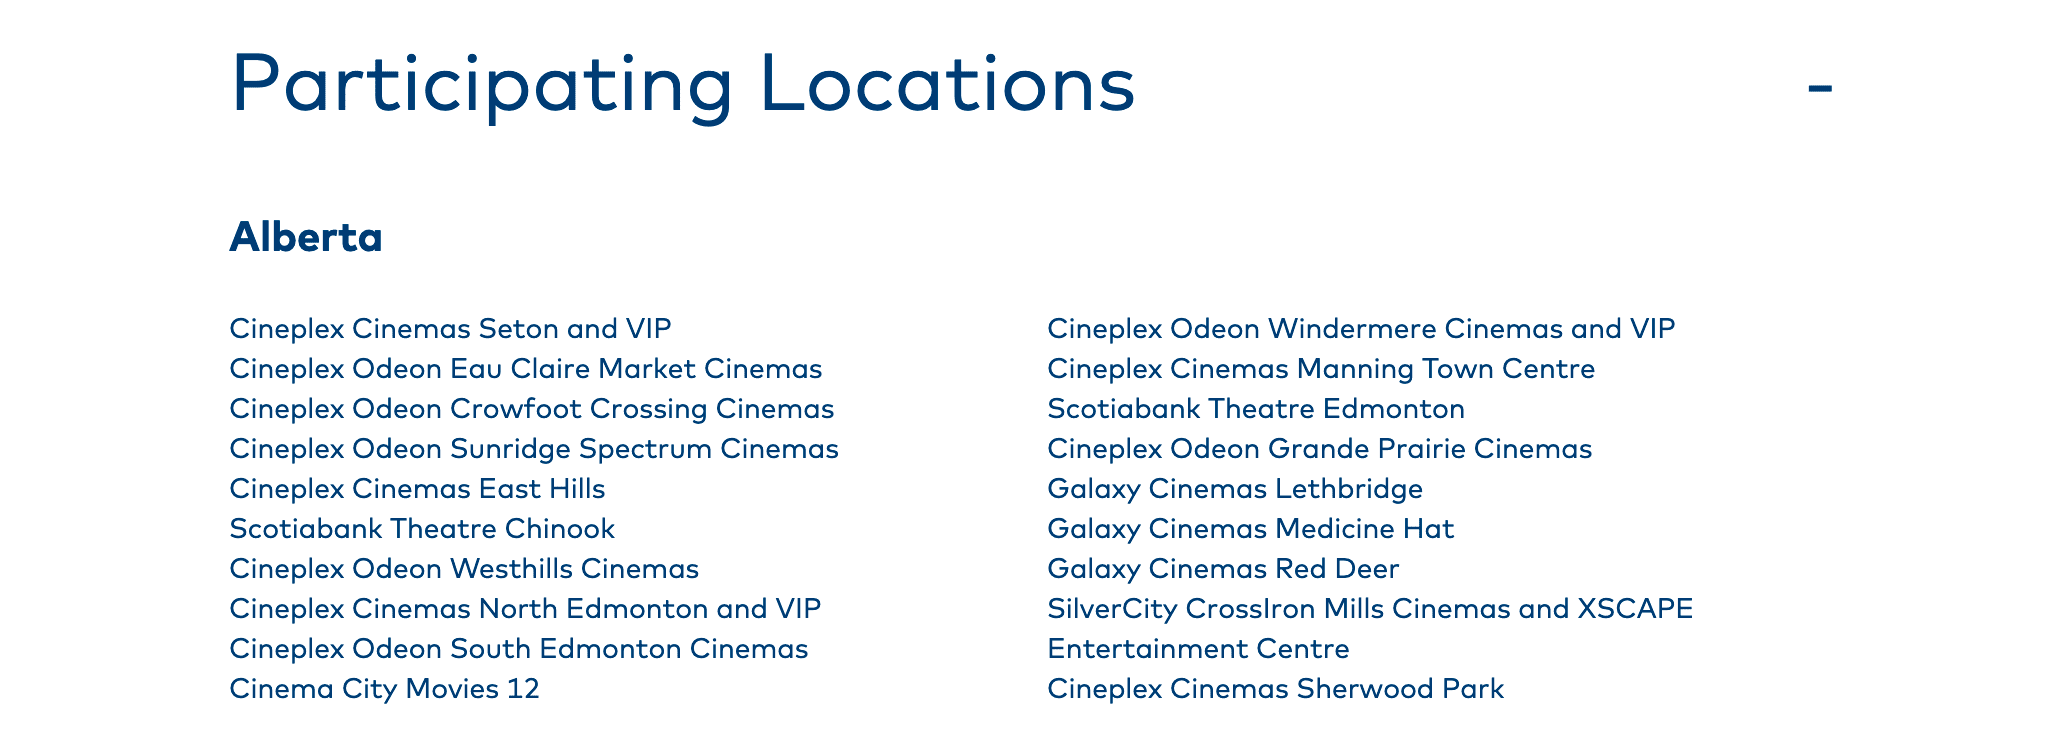 Participating Locations
-
Alberta
Cineplex Cinemas Seton and VIP
Cineplex Odeon Eau Claire Market Cinemas
Cineplex Odeon Crowfoot Crossing Cinemas
Cineplex Odeon Sunridge Spectrum Cinemas
Cineplex Cinemas East Hills
Scotiabank Theatre Chinook
Cineplex Odeon Westhills Cinemas
Cineplex Cinemas North Edmonton and VIP
Cineplex Odeon South Edmonton Cinemas
Cinema City Movies 12
Cineplex Odeon Windermere Cinemas and VIP
Cineplex Cinemas Manning Town Centre
Scotiabank Theatre Edmonton
Cineplex Odeon Grande Prairie Cinemas
Galaxy Cinemas Lethbridge
Galaxy Cinemas Medicine Hat
Galaxy Cinemas Red Deer
SilverCity CrossIron Mills Cinemas and XSCAPE
Entertainment Centre
Cineplex Cinemas Sherwood Park